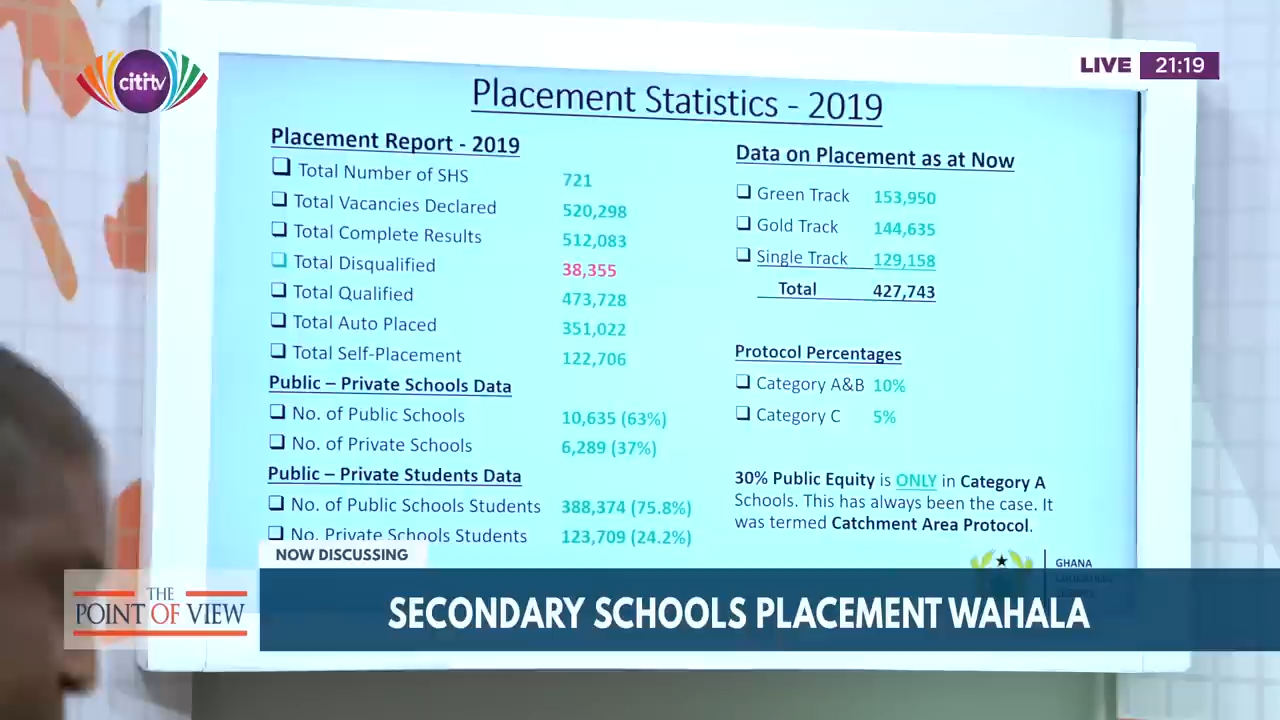 citi tv
LIVE 21:19
Placement Statistics - 2019
Placement Report - 2019
❑ Total Number of SHS 721
❑ Total Vacancies Declared 520,298
❑ Total Complete Results 512,083
❑ Total Disqualified 38,355
❑ Total Qualified 473,728
❑ Total Auto Placed 351,022
❑ Total Self-Placement 122,706
Public – Private Schools Data
❑ No. of Public Schools 10,635 (63%)
❑ No. of Private Schools 6,289 (37%)
Public – Private Students Data
❑ No. of Public Schools Students 388,374 (75.8%)
❑ No. Private Schools Students 123,709 (24.2%)
Data on Placement as at Now
❑ Green Track 153,950
❑ Gold Track 144,635
❑ Single Track 129,158
Total 427,743
Protocol Percentages
❑ Category A&B 10%
❑ Category C 5%
30% Public Equity is ONLY in Category A
Schools. This has always been the case. It
was termed Catchment Area Protocol.
GHANA
NOW DISCUSSING
THE
POINT OF VIEW
SECONDARY SCHOOLS PLACEMENT WAHALA